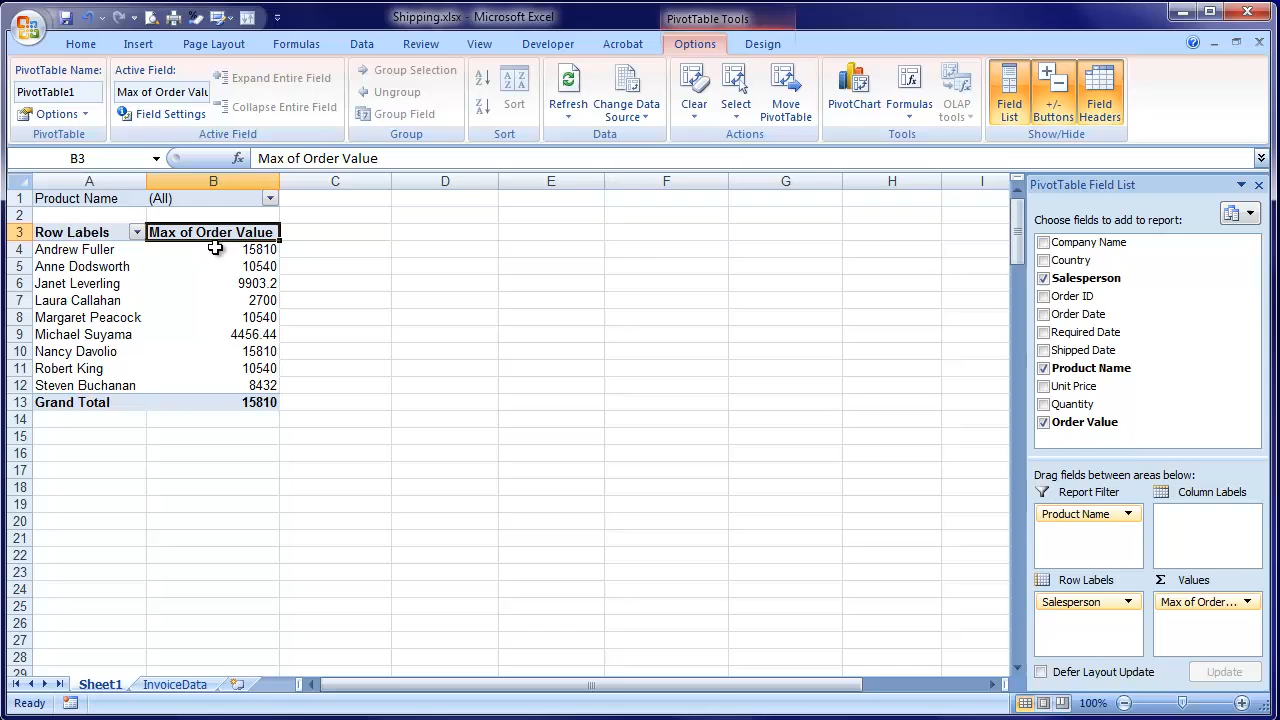 Shipping.xlsx - Microsoft Excel
PivotTable Tools
Home Insert Page Layout Formulas Data Review View Developer Acrobat Options Design
PivotTable Name:
PivotTable1
Options
PivotTable
Active Field:
Max of Order Valu
Field Settings
Expand Entire Field
Collapse Entire Field
Active Field
Group Selection
Ungroup
Group Field
Group
Sort
Sort
Refresh
Change Data
Source
Data
Clear
Select
Move
PivotTable
Actions
PivotChart
Formulas
OLAP
tools
Tools
Field
List
+/-
Buttons
Field
Headers
Show/Hide
B3
fx
Max of Order Value
A B C D E F G H I
1 Product Name (All)
2
3 Row Labels Max of Order Value
4 Andrew Fuller 15810
5 Anne Dodsworth 10540
6 Janet Leverling 9903.2
7 Laura Callahan 2700
8 Margaret Peacock 10540
9 Michael Suyama 4456.44
10 Nancy Davolio 15810
11 Robert King 10540
12 Steven Buchanan 8432
13 Grand Total 15810
14
15
16
17
18
19
20
21
22
23
24
25
26
27
28
29
PivotTable Field List
Choose fields to add to report:
Company Name
Country
Salesperson
Order ID
Order Date
Required Date
Shipped Date
Product Name
Unit Price
Quantity
Order Value
Drag fields between areas below:
Report Filter
Column Labels
Product Name
Row Labels
Σ Values
Salesperson
Max of Order...
Defer Layout Update
Update
Sheet1 InvoiceData
Ready
100%